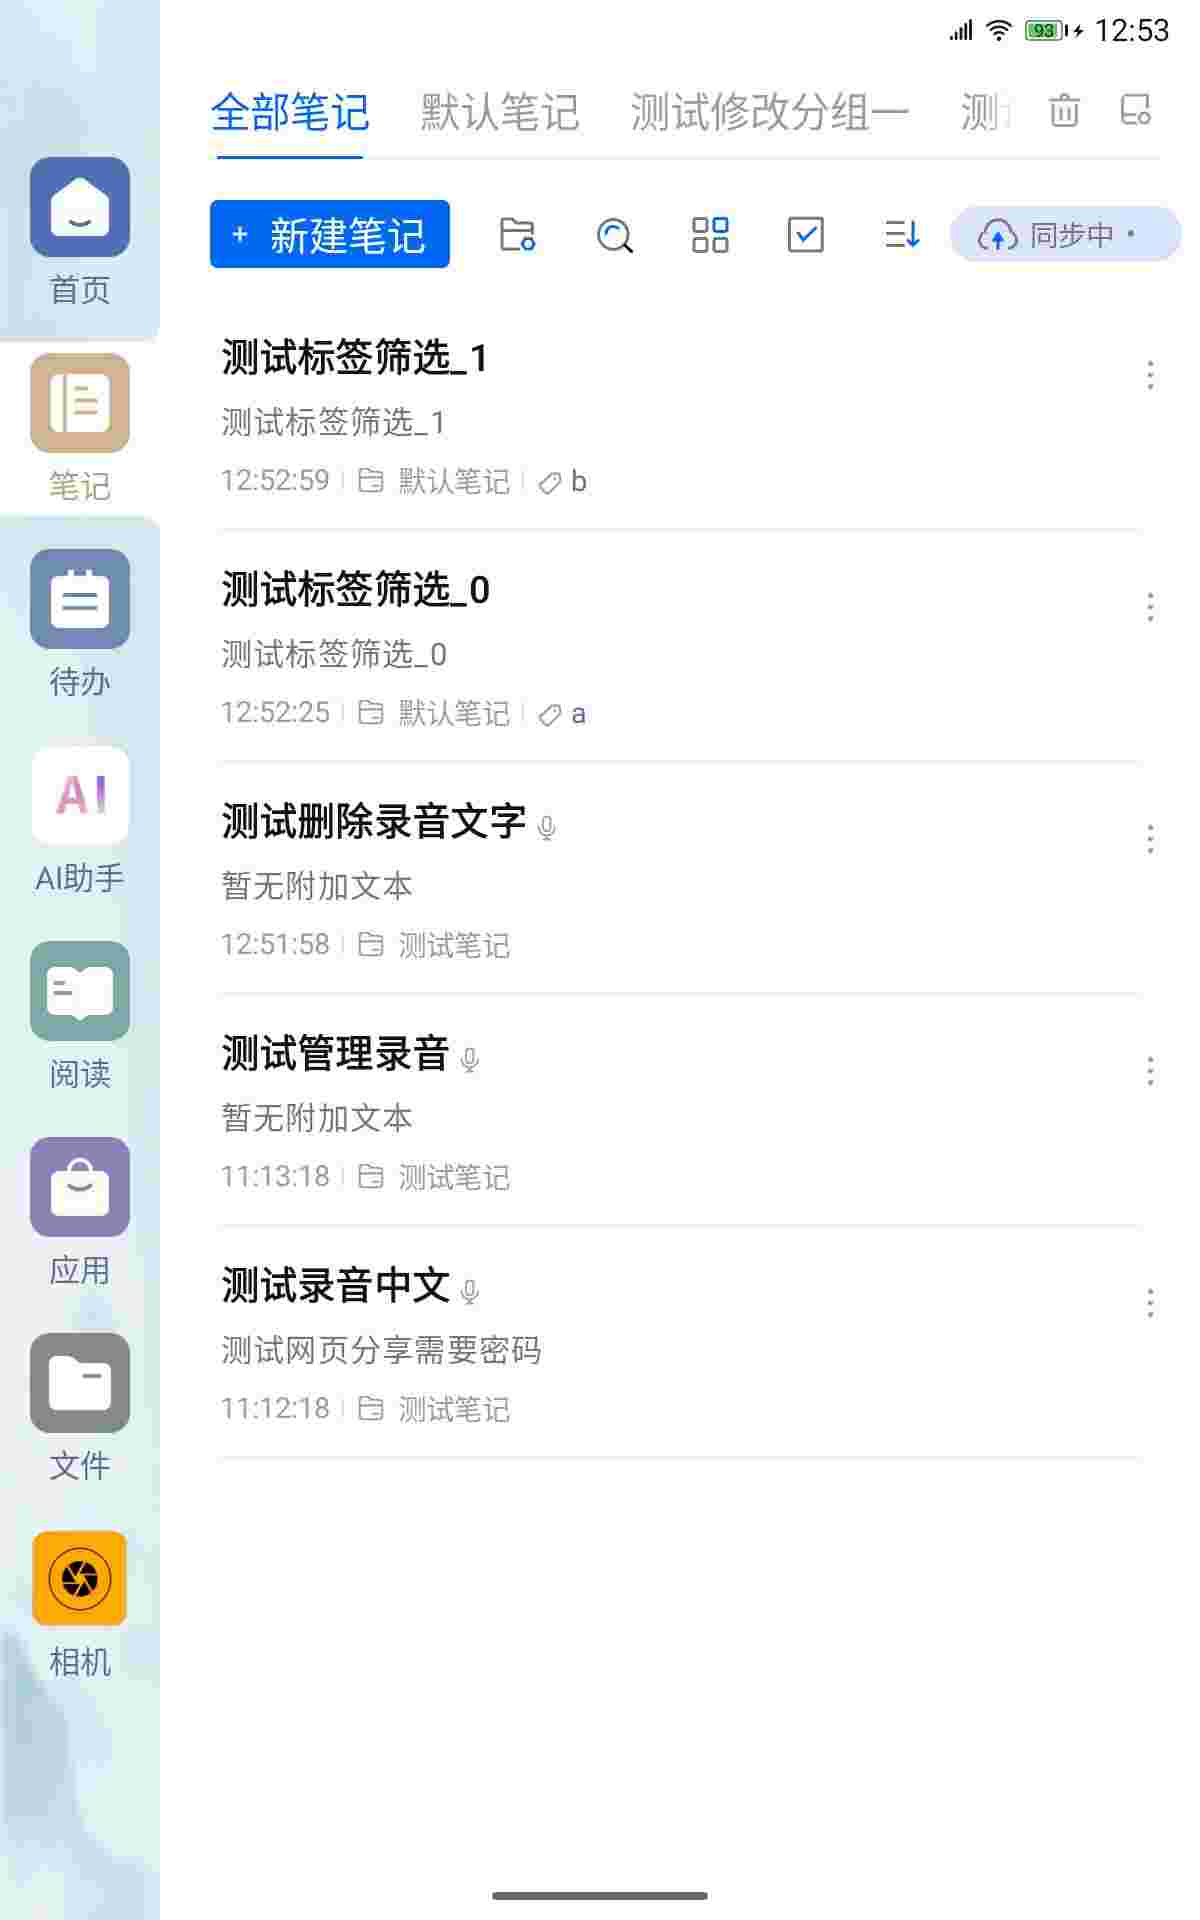 93 12:53
全部笔记 默认笔记 测试修改分组一 测
+ 新建笔记 同步中
首页
笔记
待办
AI
AI助手
阅读
应用
文件
相机
测试标签筛选_1
测试标签筛选_1
12:52:59 默认笔记 b
测试标签筛选_0
测试标签筛选_0
12:52:25 默认笔记 a
测试删除录音文字
暂无附加文本
12:51:58 测试笔记
测试管理录音
暂无附加文本
11:13:18 测试笔记
测试录音中文
测试网页分享需要密码
11:12:18 测试笔记